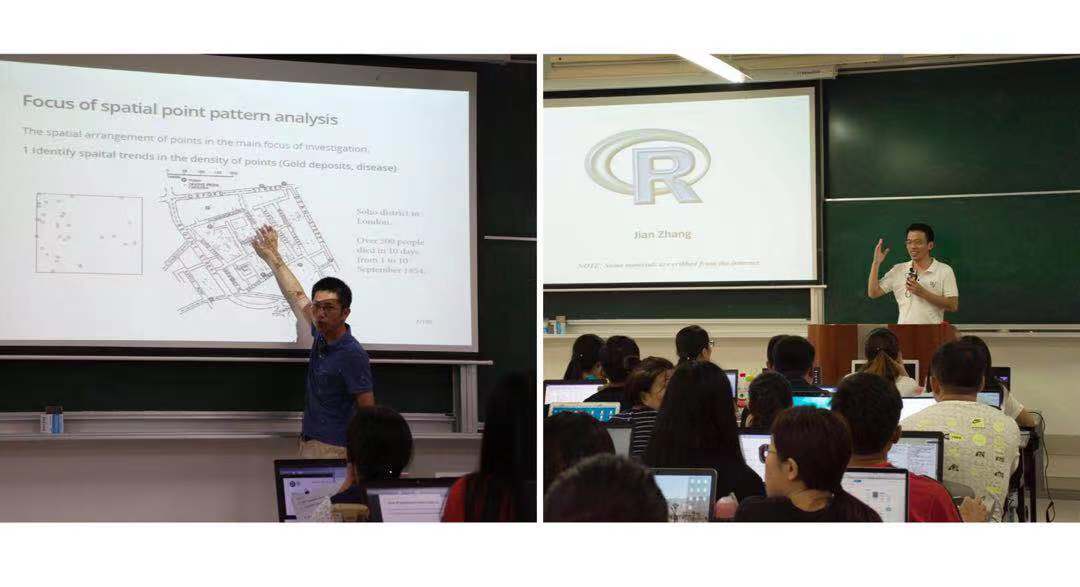 Focus of spatial point pattern analysis
The spatial arrangement of points in the main focus of investigation.
1 Identify spaital trends in the density of points (Gold deposits, disease)
Soho district in
London.
Over 500 people
died in 10 days
from 1 to 10
September 1854.
R
Jian Zhang
NOTE: Some materials are cribbed from the internet.